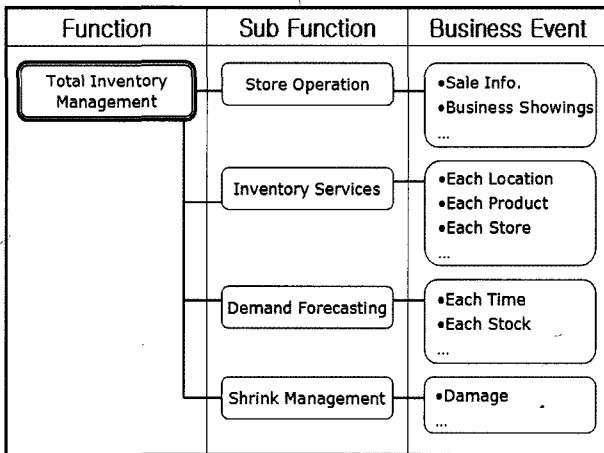 Function
Sub Function
Business Event
Total Inventory
Management
Store Operation
•Sale Info.
•Business Showings
...
Inventory Services
•Each Location
•Each Product
•Each Store
...
Demand Forecasting
•Each Time
•Each Stock
...
Shrink Management
•Damage
...